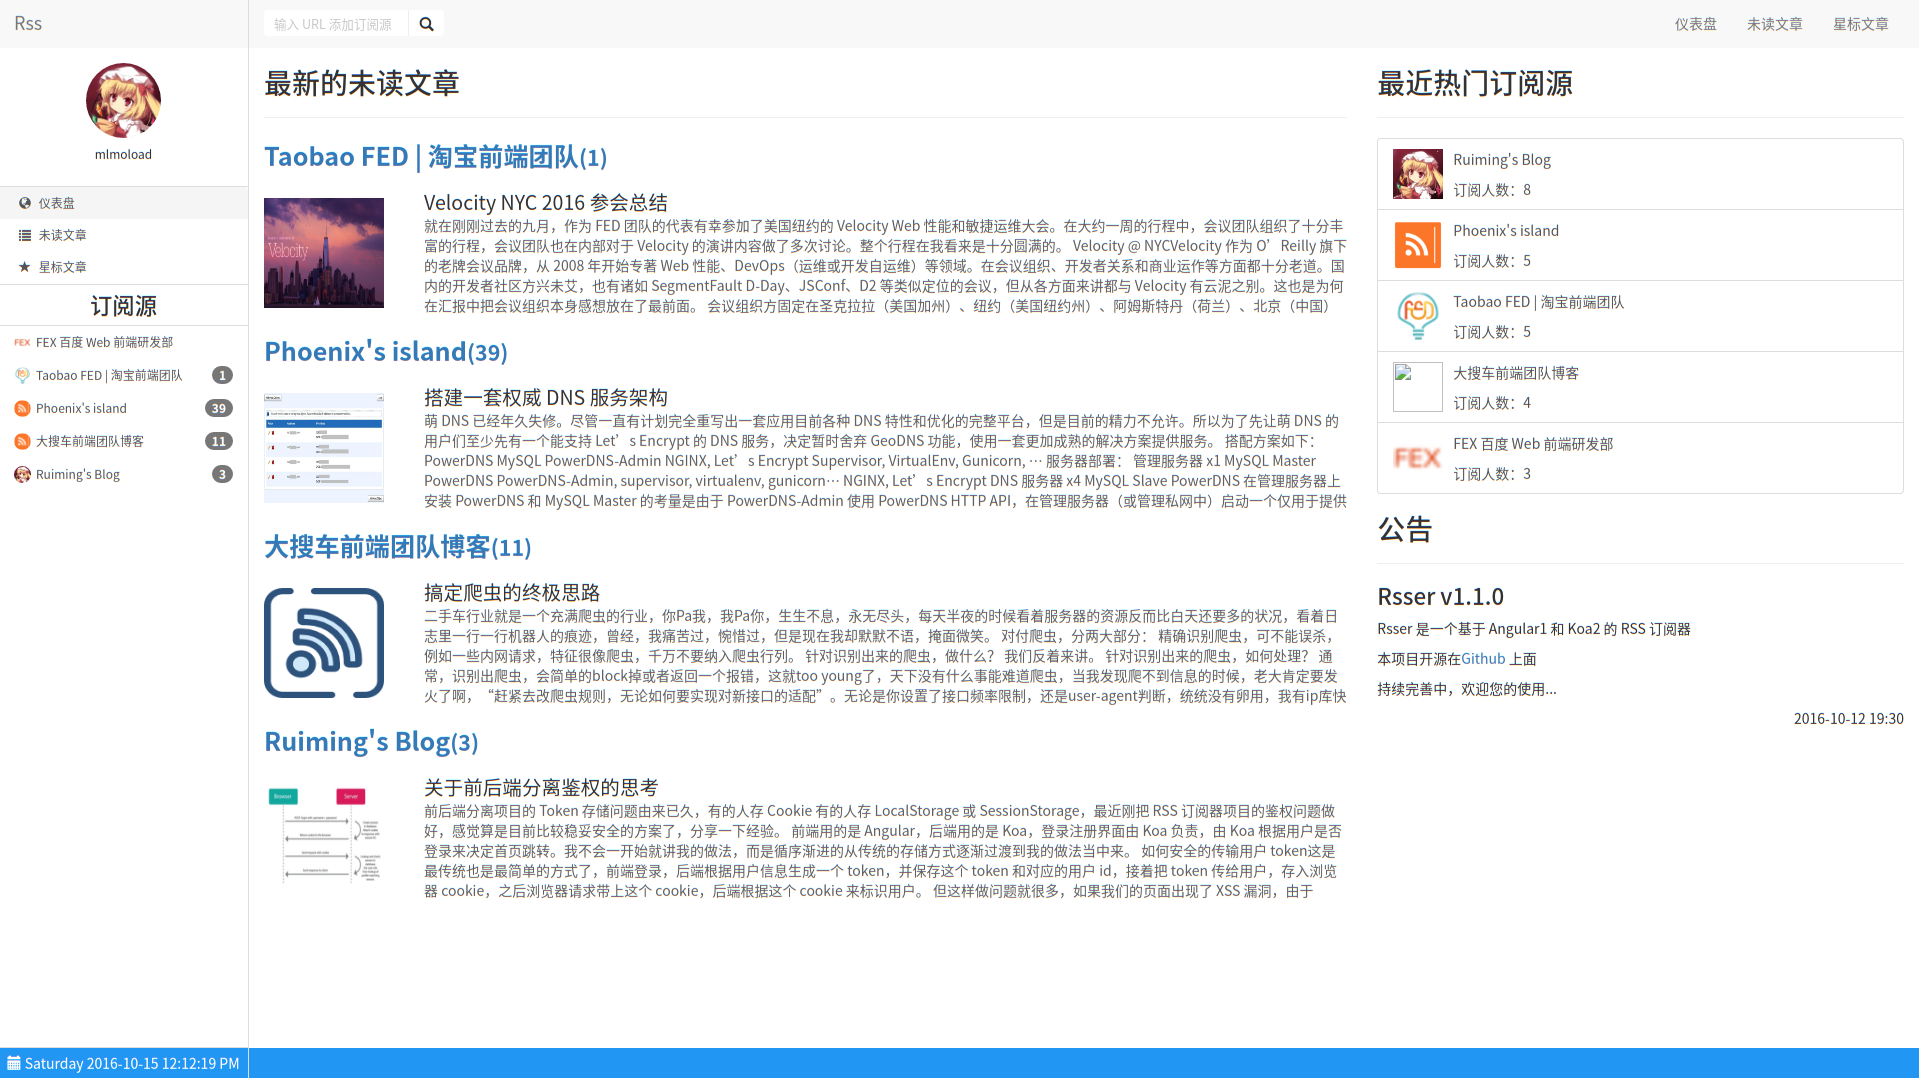 Rss
输入 URL 添加订阅源
仪表盘
未读文章
星标文章
mlmoload
仪表盘
未读文章
星标文章
订阅源
FEX 百度 Web 前端研发部
Taobao FED | 淘宝前端团队 1
Phoenix's island 39
大搜车前端团队博客 11
Ruiming's Blog 3
最新的未读文章
Taobao FED | 淘宝前端团队(1)
Velocity
Velocity NYC 2016 参会总结
就在刚刚过去的九月，作为 FED 团队的代表有幸参加了美国纽约的 Velocity Web 性能和敏捷运维大会。在大约一周的行程中，会议团队组织了十分丰
富的行程，会议团队也在内部对于 Velocity 的演讲内容做了多次讨论。整个行程在我看来是十分圆满的。 Velocity @ NYCVelocity 作为 O’Reilly 旗下
的老牌会议品牌，从 2008 年开始专著 Web 性能、DevOps（运维或开发自运维）等领域。在会议组织、开发者关系和商业运作等方面都十分老道。国
内的开发者社区方兴未艾，也有诸如 SegmentFault D-Day、JSConf、D2 等类似定位的会议，但从各方面来讲都与 Velocity 有云泥之别。这也是为何
在汇报中把会议组织本身感想放在了最前面。 会议组织方固定在圣克拉拉（美国加州）、纽约（美国纽约州）、阿姆斯特丹（荷兰）、北京（中国）
Phoenix's island(39)
搭建一套权威 DNS 服务架构
萌 DNS 已经年久失修。尽管一直有计划完全重写出一套应用目前各种 DNS 特性和优化的完整平台，但是目前的精力不允许。所以为了先让萌 DNS 的
用户们至少先有一个能支持 Let’s Encrypt 的 DNS 服务，决定暂时舍弃 GeoDNS 功能，使用一套更加成熟的解决方案提供服务。 搭配方案如下：
PowerDNS MySQL PowerDNS-Admin NGINX, Let’s Encrypt Supervisor, VirtualEnv, Gunicorn, … 服务器部署： 管理服务器 x1 MySQL Master
PowerDNS PowerDNS-Admin, supervisor, virtualenv, gunicorn… NGINX, Let’s Encrypt DNS 服务器 x4 MySQL Slave PowerDNS 在管理服务器上
安装 PowerDNS 和 MySQL Master 的考量是由于 PowerDNS-Admin 使用 PowerDNS HTTP API，在管理服务器（或管理私网中）启动一个仅用于提供
大搜车前端团队博客(11)
搞定爬虫的终极思路
二手车行业就是一个充满爬虫的行业，你Pa我，我Pa你，生生不息，永无尽头，每天半夜的时候看着服务器的资源反而比白天还要多的状况，看着日
志里一行一行机器人的痕迹，曾经，我痛苦过，惋惜过，但是现在我却默默不语，掩面微笑。 对付爬虫，分两大部分： 精确识别爬虫，可不能误杀，
例如一些内网请求，特征很像爬虫，千万不要纳入爬虫行列。 针对识别出来的爬虫，做什么？ 我们反着来讲。 针对识别出来的爬虫，如何处理？ 通
常，识别出爬虫，会简单的block掉或者返回一个报错，这就too young了，天下没有什么事能难道爬虫，当我发现爬不到信息的时候，老大肯定要发
火了啊，“赶紧去改爬虫规则，无论如何要实现对新接口的适配”。无论是你设置了接口频率限制，还是user-agent判断，统统没有卵用，我有ip库快
Ruiming's Blog(3)
Browser
Server
关于前后端分离鉴权的思考
前后端分离项目的 Token 存储问题由来已久，有的人存 Cookie 有的人存 LocalStorage 或 SessionStorage，最近刚把 RSS 订阅器项目的鉴权问题做
好，感觉算是目前比较稳妥安全的方案了，分享一下经验。 前端用的是 Angular，后端用的是 Koa，登录注册界面由 Koa 负责，由 Koa 根据用户是否
登录来决定首页跳转。我不会一开始就讲我的做法，而是循序渐进的从传统的存储方式逐渐过渡到我的做法当中来。 如何安全的传输用户 token这是
最传统也是最简单的方式了，前端登录，后端根据用户信息生成一个 token，并保存这个 token 和对应的用户 id，接着把 token 传给用户，存入浏览
器 cookie，之后浏览器请求带上这个 cookie，后端根据这个 cookie 来标识用户。 但这样做问题就很多，如果我们的页面出现了 XSS 漏洞，由于
最近热门订阅源
Ruiming's Blog
订阅人数：8
Phoenix's island
订阅人数：5
Taobao FED | 淘宝前端团队
订阅人数：5
大搜车前端团队博客
订阅人数：4
FEX
FEX 百度 Web 前端研发部
订阅人数：3
公告
Rsser v1.1.0
Rsser 是一个基于 Angular1 和 Koa2 的 RSS 订阅器
本项目开源在Github 上面
持续完善中，欢迎您的使用...
2016-10-12 19:30
Saturday 2016-10-15 12:12:19 PM